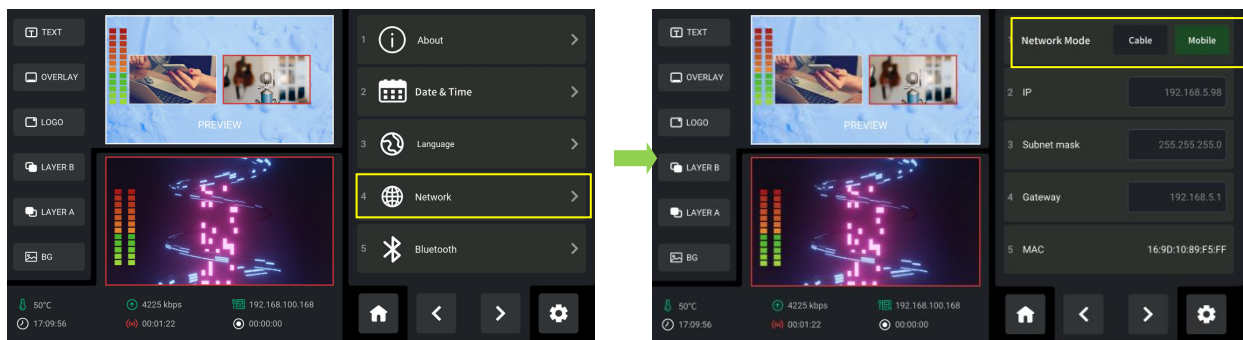 TEXT
OVERLAY
LOGO
LAYER B
LAYER A
BG
PREVIEW
1 About
2 Date & Time
3 Language
4 Network
5 Bluetooth
50°C
4225 kbps
192.168.100.168
17:09:56
00:01:22
00:00:00
TEXT
OVERLAY
LOGO
LAYER B
LAYER A
BG
PREVIEW
1 Network Mode Cable Mobile
2 IP 192.168.5.98
3 Subnet mask 255.255.255.0
4 Gateway 192.168.5.1
5 MAC 16:9D:10:89:F5:FF
50°C
4225 kbps
192.168.100.168
17:09:56
00:01:22
00:00:00